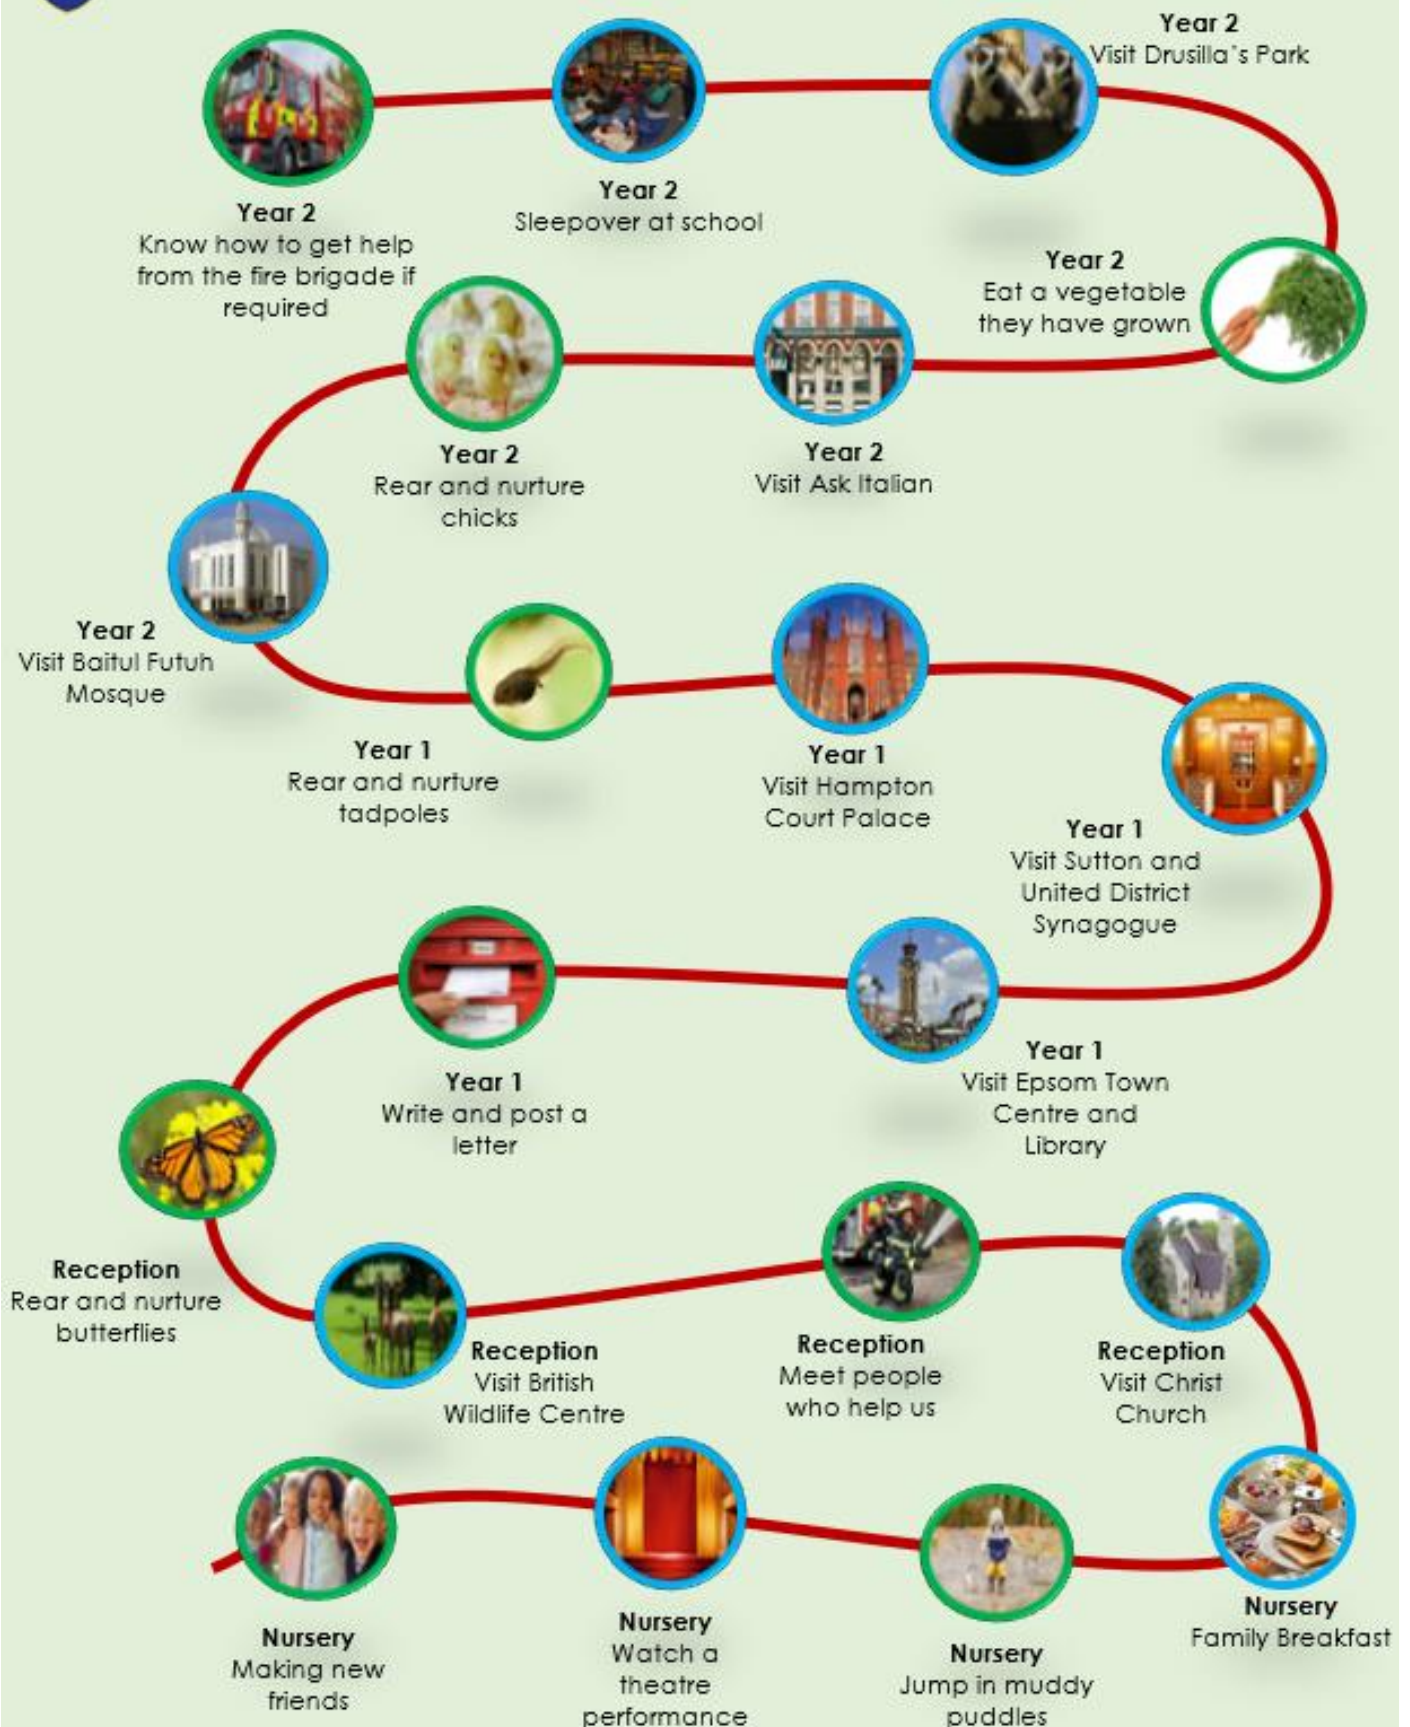 Year 2
Visit Drusilla's Park
Year 2
Sleepover at school
Year 2
Know how to get help
from the fire brigade if
required
Year 2
Eat a vegetable
they have grown
Year 2
Rear and nurture
chicks
Year 2
Visit Ask Italian
Year 2
Visit Baitul Futuh
Mosque
Year 1
Rear and nurture
tadpoles
Year 1
Visit Hampton
Court Palace
Year 1
Visit Sutton and
United District
Synagogue
Year 1
Write and post a
letter
Year 1
Visit Epsom Town
Centre and
Library
Reception
Rear and nurture
butterflies
Reception
Visit British
Wildlife Centre
Reception
Meet people
who help us
Reception
Visit Christ
Church
Nursery
Making new
friends
Nursery
Watch a
theatre
performance
Nursery
Jump in muddy
puddles
Nursery
Family Breakfast